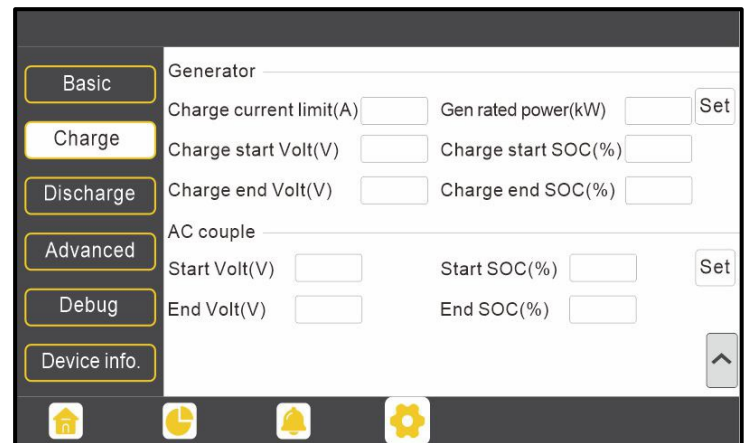 Basic
Charge
Discharge
Advanced
Debug
Device info.
Generator
Charge current limit(A) Gen rated power(kW) Set
Charge start Volt(V) Charge start SOC(%)
Charge end Volt(V) Charge end SOC(%)
AC couple
Start Volt(V) Start SOC(%) Set
End Volt(V) End SOC(%)